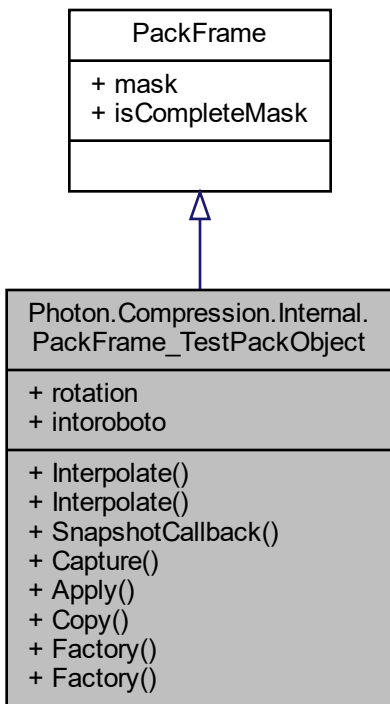 PackFrame
+ mask
+ isCompleteMask
Photon.Compression.Internal.
PackFrame_TestPackObject
+ rotation
+ intoroboto
+ Interpolate()
+ Interpolate()
+ SnapshotCallback()
+ Capture()
+ Apply()
+ Copy()
+ Factory()
+ Factory()